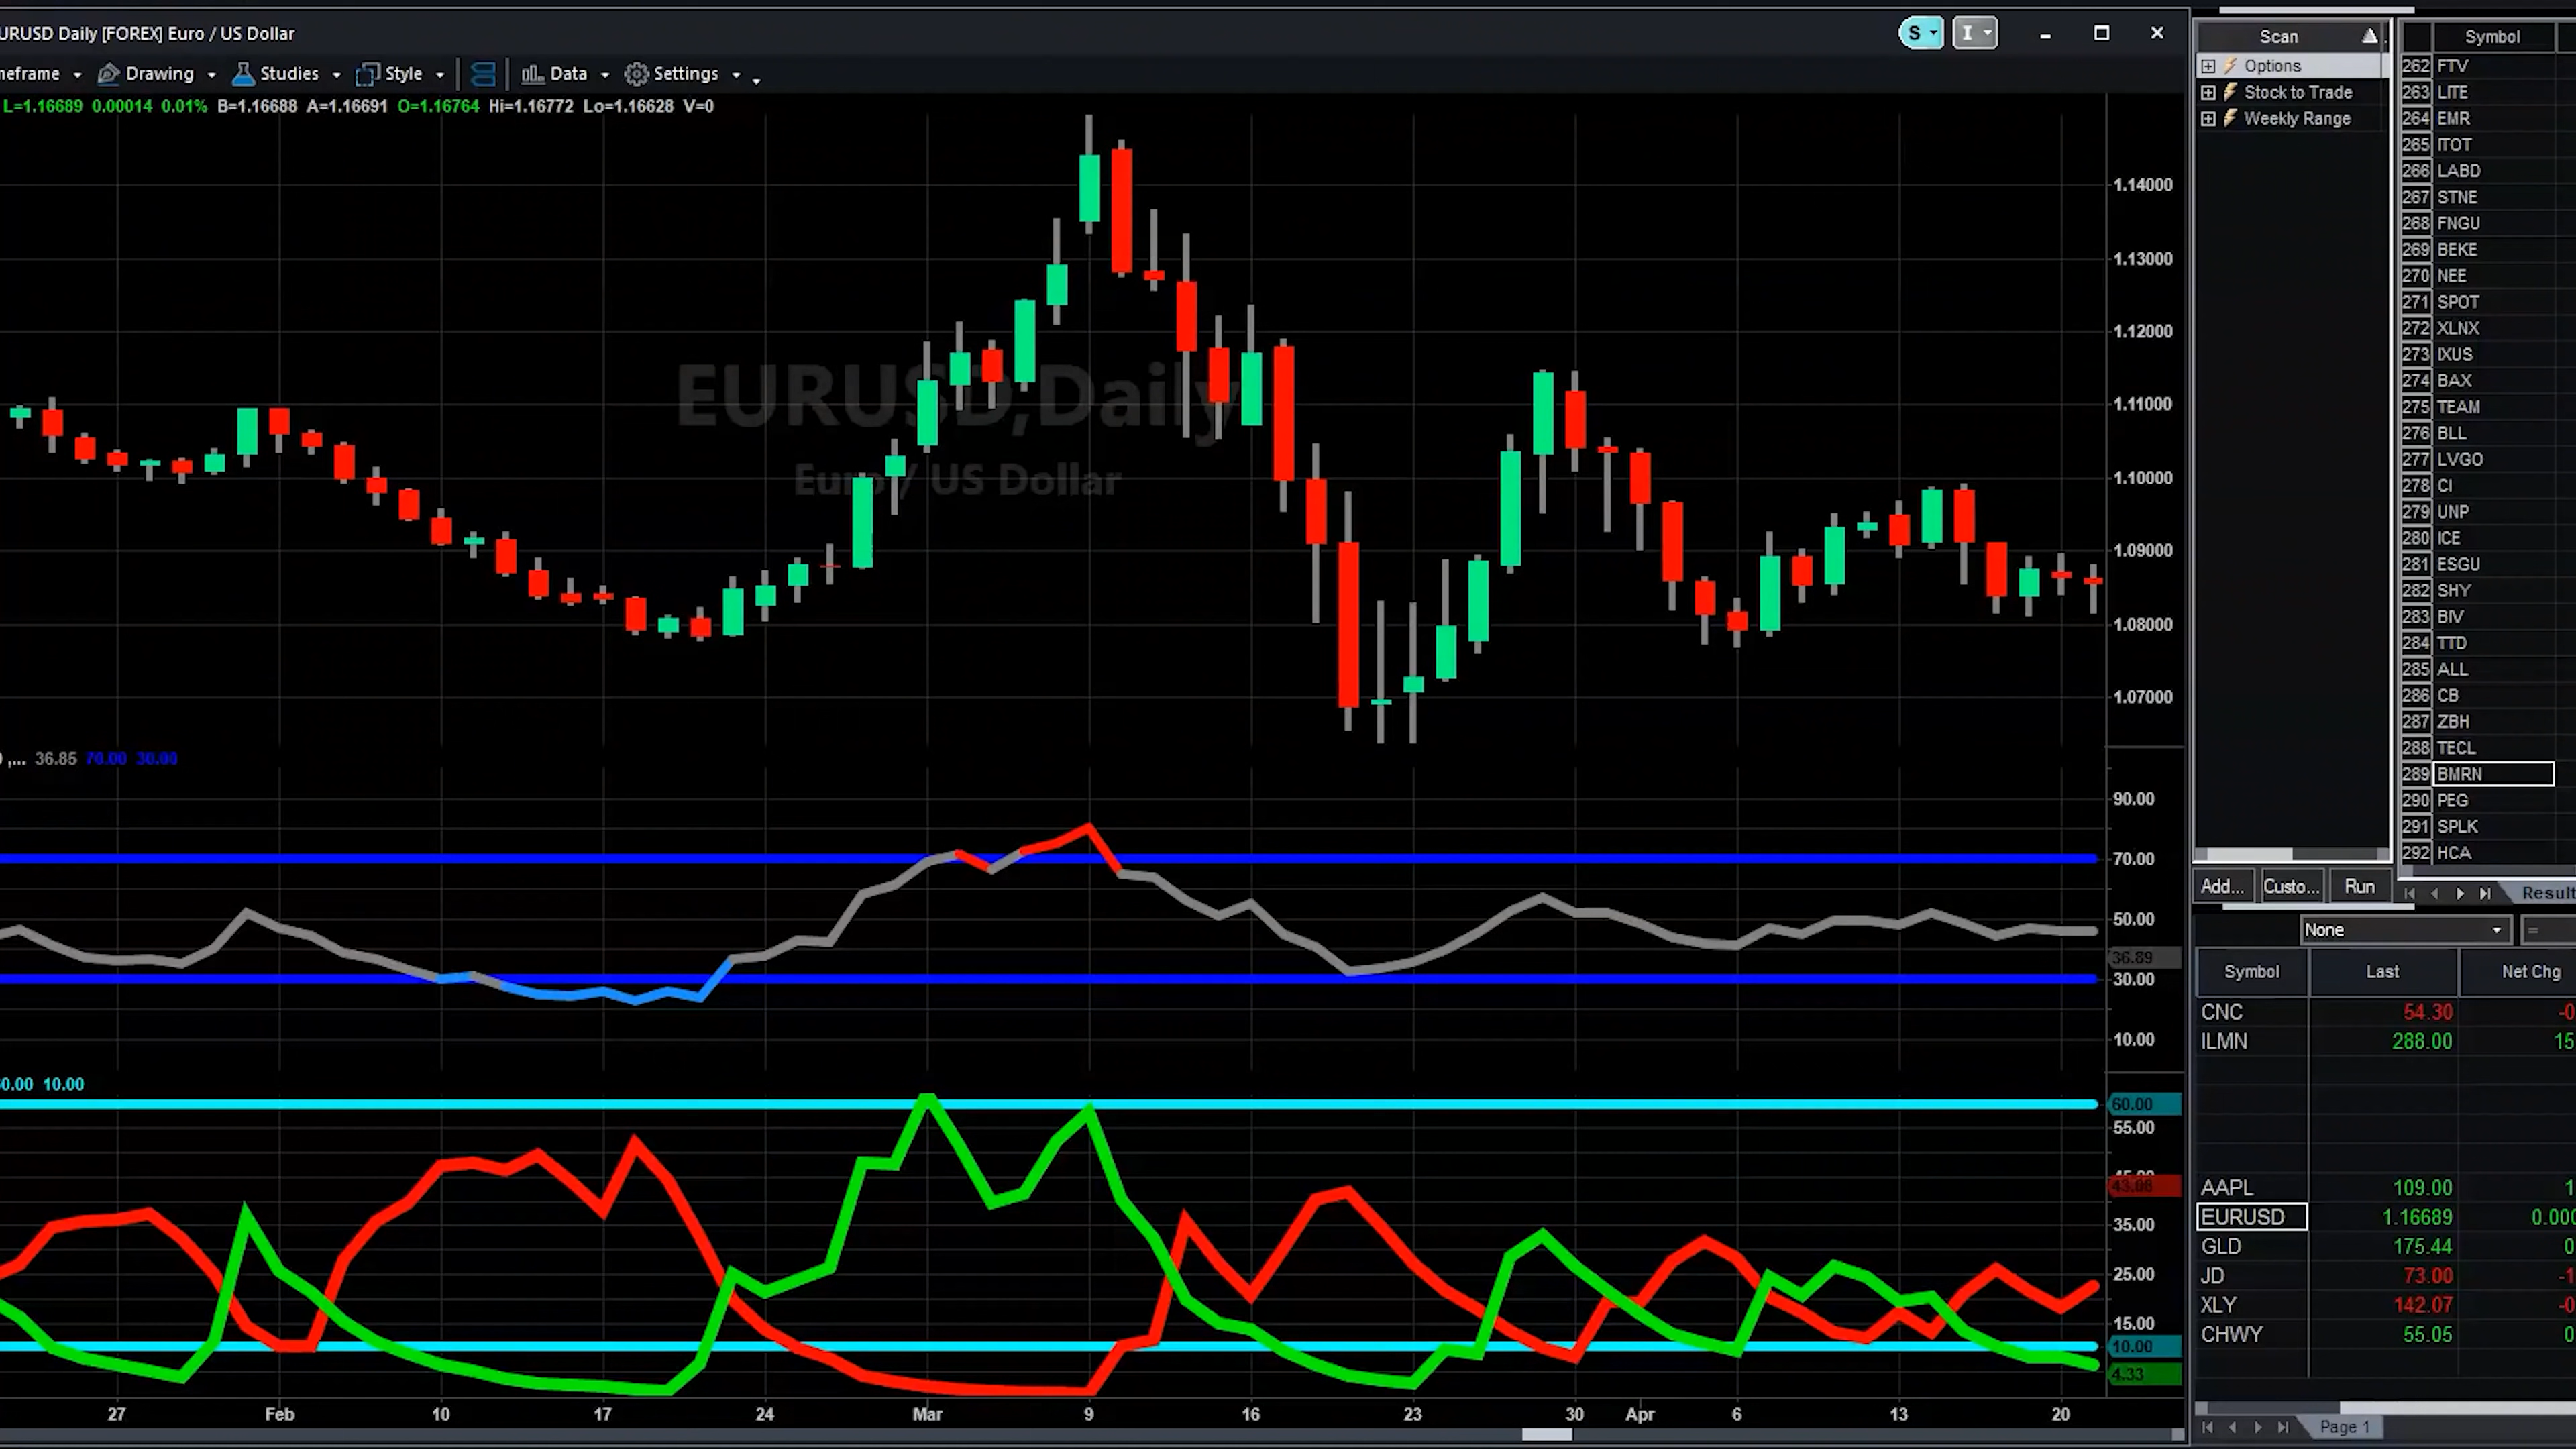 URUSD Daily [FOREX] Euro / US Dollar
S I
neframe Drawing Studies Style Data Settings
L=1.16689 0.00014 0.01% B=1.16688 A=1.16691 O=1.16764 Hi=1.16772 Lo=1.16628 V=0
EURUSD,Daily
Euro / US Dollar
1.14000
1.13000
1.12000
1.11000
1.10000
1.09000
1.08000
1.07000
,... 36.85 70.00 30.00
90.00
70.00
50.00
36.89
30.00
10.00
0.00 10.00
60.00
55.00
43.06
35.00
25.00
15.00
10.00
4.33
27 Feb 10 17 24 Mar 9 16 23 30 Apr 6 13 20
Scan
Options
Stock to Trade
Weekly Range
Add... Custo... Run
Symbol
262 FTV
263 LITE
264 EMR
265 ITOT
266 LABD
267 STNE
268 FNGU
269 BEKE
270 NEE
271 SPOT
272 XLNX
273 IXUS
274 BAX
275 TEAM
276 BLL
277 LVGO
278 CI
279 UNP
280 ICE
281 ESGU
282 SHY
283 BIV
284 TTD
285 ALL
286 CB
287 ZBH
288 TECL
289 BMRN
290 PEG
291 SPLK
292 HCA
Result
None =
Symbol Last Net Chg
CNC 54.30 -0
ILMN 288.00 15
AAPL 109.00 1
EURUSD 1.16689 0.000
GLD 175.44 0
JD 73.00 -1
XLY 142.07 -0
CHWY 55.05 0
Page 1